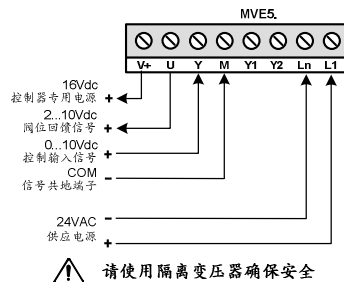 MVE5.
V+ U Y M Y1 Y2 Ln L1
16Vdc
控制器专用电源 +
2...10Vdc
阀位回馈信号 +
0...10Vdc
控制输入信号 +
COM
信号共地端子 -
24VAC -
供应电源 +
请使用隔离变压器确保安全